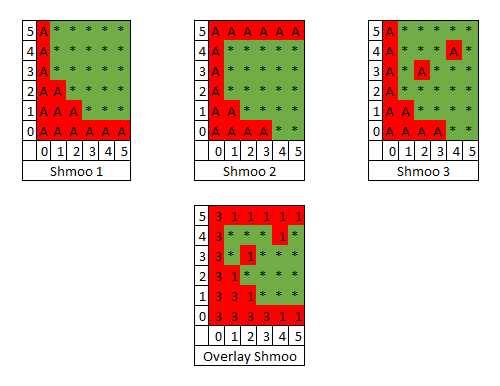 5 A * * * * *
4 A * * * * *
3 A * * * * *
2 A A * * * *
1 A A A * * *
0 A A A A A A
0 1 2 3 4 5
Shmoo 1
5 A A A A A A
4 A * * * * *
3 A * * * * *
2 A * * * * *
1 A A * * * *
0 A A A A * *
0 1 2 3 4 5
Shmoo 2
5 A * * * * *
4 A * * * A *
3 A * A * * *
2 A * * * * *
1 A A * * * *
0 A A A A * *
0 1 2 3 4 5
Shmoo 3
5 3 1 1 1 1 1
4 3 * * * 1 *
3 3 * 1 * * *
2 3 1 * * * *
1 3 3 1 * * *
0 3 3 3 3 1 1
0 1 2 3 4 5
Overlay Shmoo